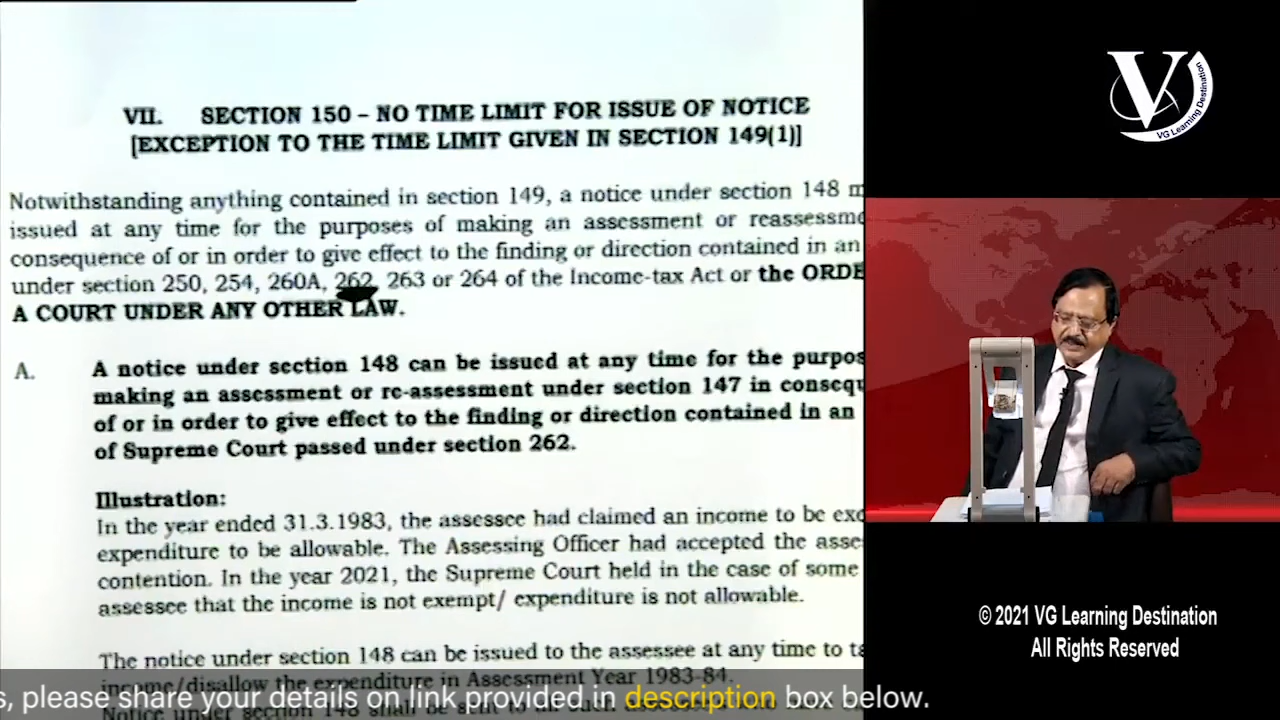 VII. SECTION 150 – NO TIME LIMIT FOR ISSUE OF NOTICE
[EXCEPTION TO THE TIME LIMIT GIVEN IN SECTION 149(1)]
Notwithstanding anything contained in section 149, a notice under section 148
issued at any time for the purposes of making an assessment or
consequence of or in order to give effect to the finding or direction contained in an
under section 250, 254, 260A, 262, 263 or 264 of the Income-tax Act or the
A COURT UNDER ANY OTHER LAW.
A. A notice under section 148 can be issued at any time for the
making an assessment or re-assessment under section 147 in
of or in order to give effect to the finding or direction contained in an
of Supreme Court passed under section 262.
Illustration:
In the year ended 31.3.1983, the assessee had claimed an income to be
expenditure to be allowable. The Assessing Officer had accepted the
contention. In the year 2021, the Supreme Court held in the case of some
assessee that the income is not exempt/ expenditure is not allowable.
The notice under section 148 can be issued to the assessee at any time to
income/disallow the expenditure in Assessment Year 1983-84.
Notice under section 148 shall be sent to all such
s, please share your details on link provided in description box below.
V
VG Learning Destination
© 2021 VG Learning Destination
All Rights Reserved